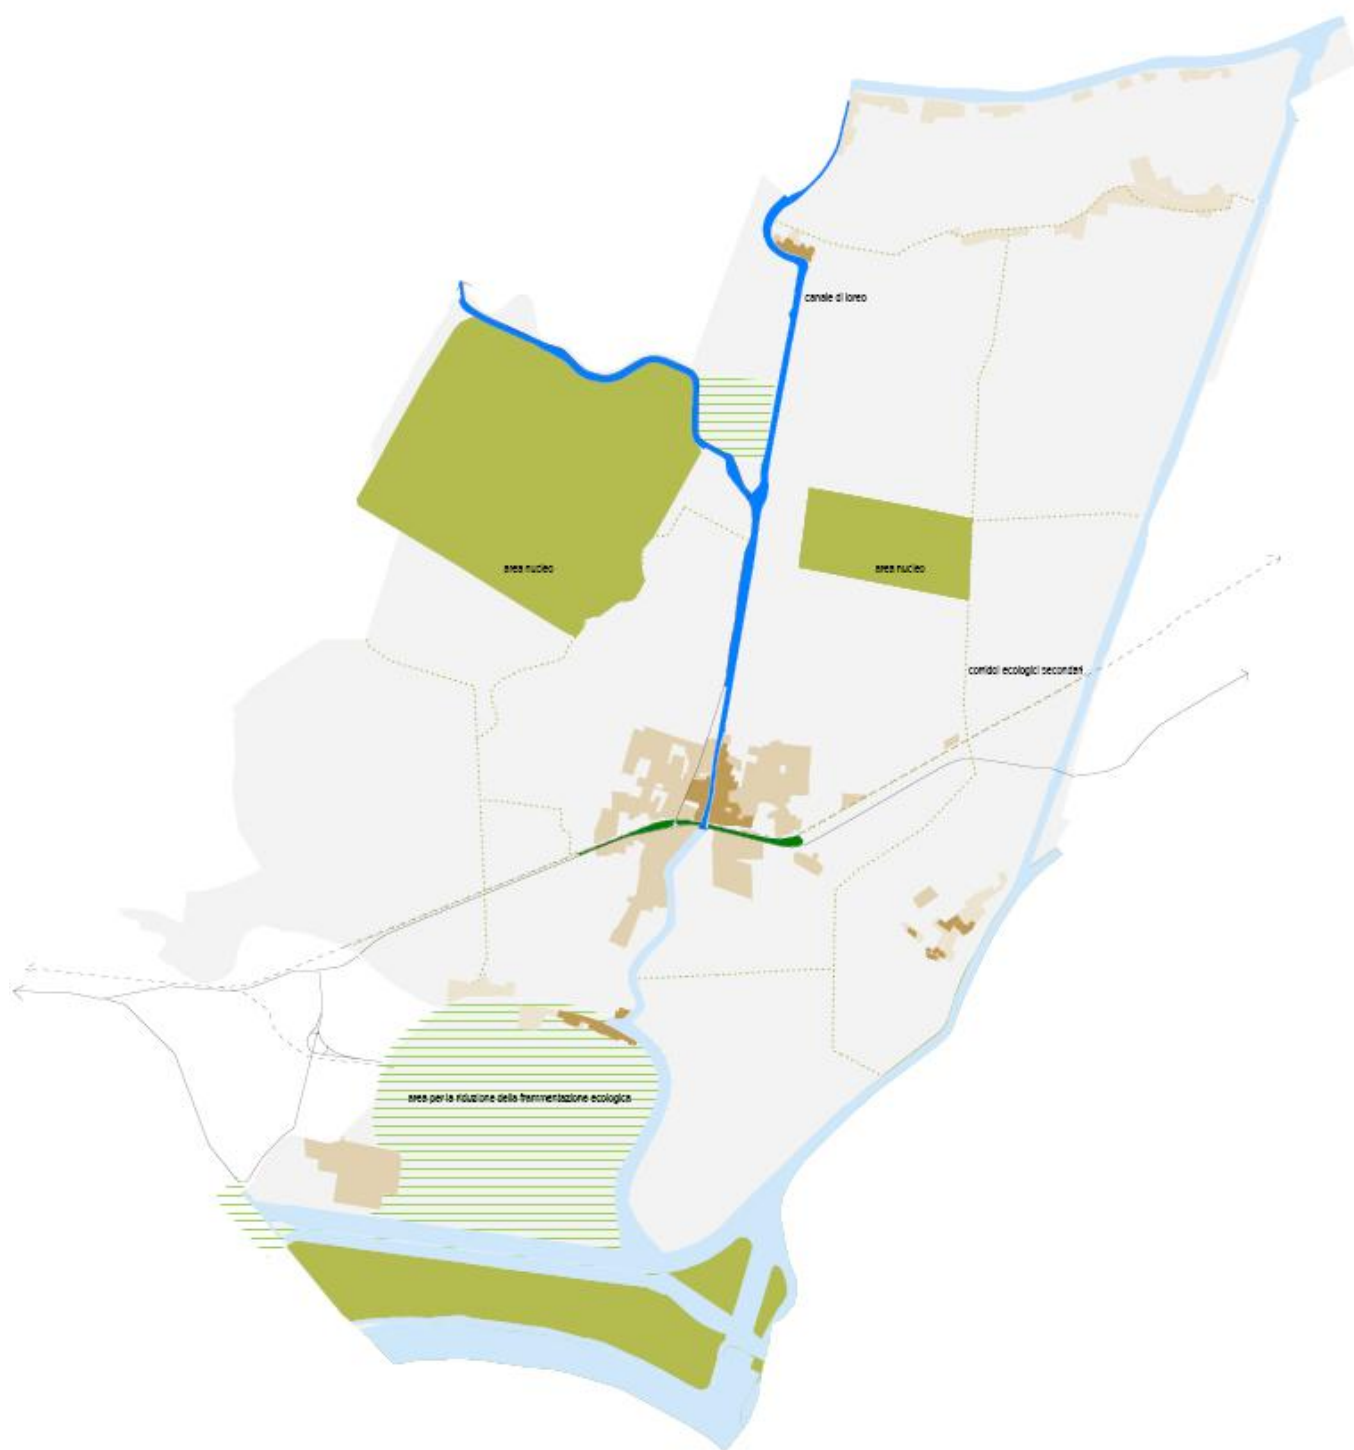 canale di loreo
area nucleo
area nucleo
corridoi ecologici secondari
area per la riduzione della frammentazione ecologica